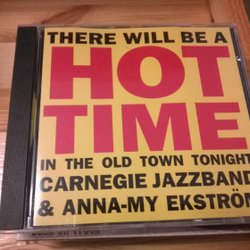 THERE WILL BE A
HOT
TIME
IN THE OLD TOWN TONIGHT
CARNEGIE JAZZBAND
& ANNA-MY EKSTRÖM